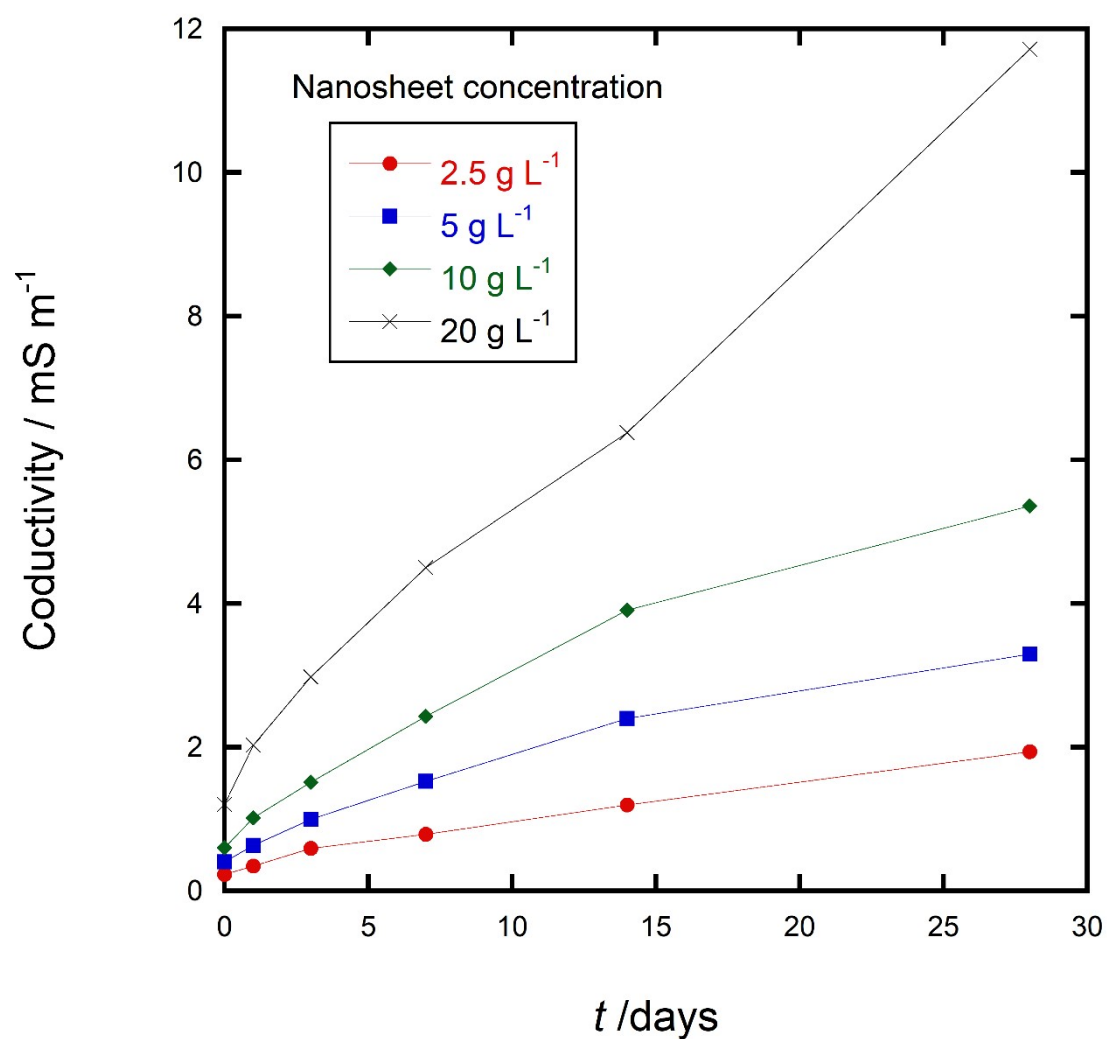 12
10
8
6
4
2
0
Coductivity / mS m⁻¹
Nanosheet concentration
2.5 g L⁻¹
5 g L⁻¹
10 g L⁻¹
20 g L⁻¹
0 5 10 15 20 25 30
t /days